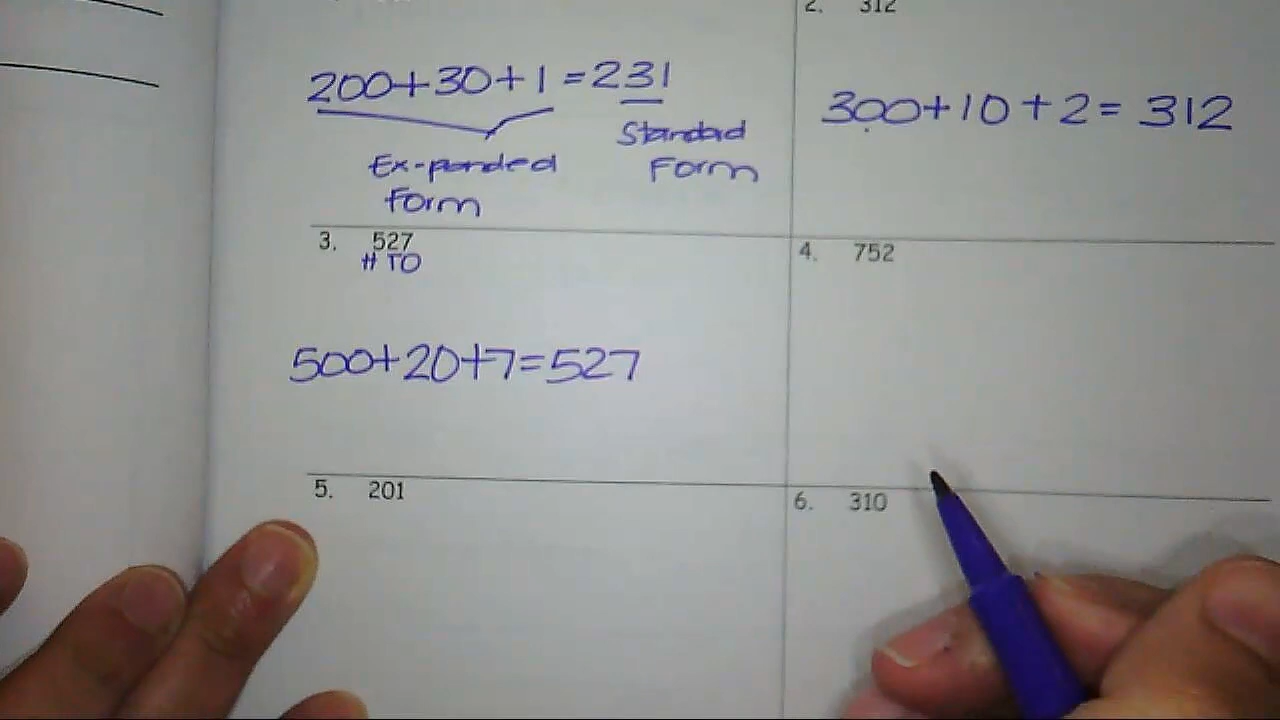 2. 312
200+30+1=231
Ex-panded
Form
Standard
Form
300+10+2=312
3. 527
HTO
500+20+7=527
4. 752
5. 201
6. 310